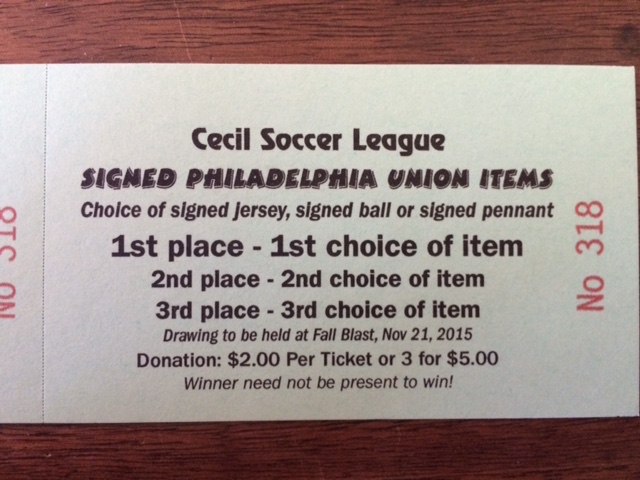 Cecil Soccer League
SIGNED PHILADELPHIA UNION ITEMS
Choice of signed jersey, signed ball or signed pennant
1st place - 1st choice of item
2nd place - 2nd choice of item
3rd place - 3rd choice of item
Drawing to be held at Fall Blast, Nov 21, 2015
Donation: $2.00 Per Ticket or 3 for $5.00
Winner need not be present to win!
No 318
No 318